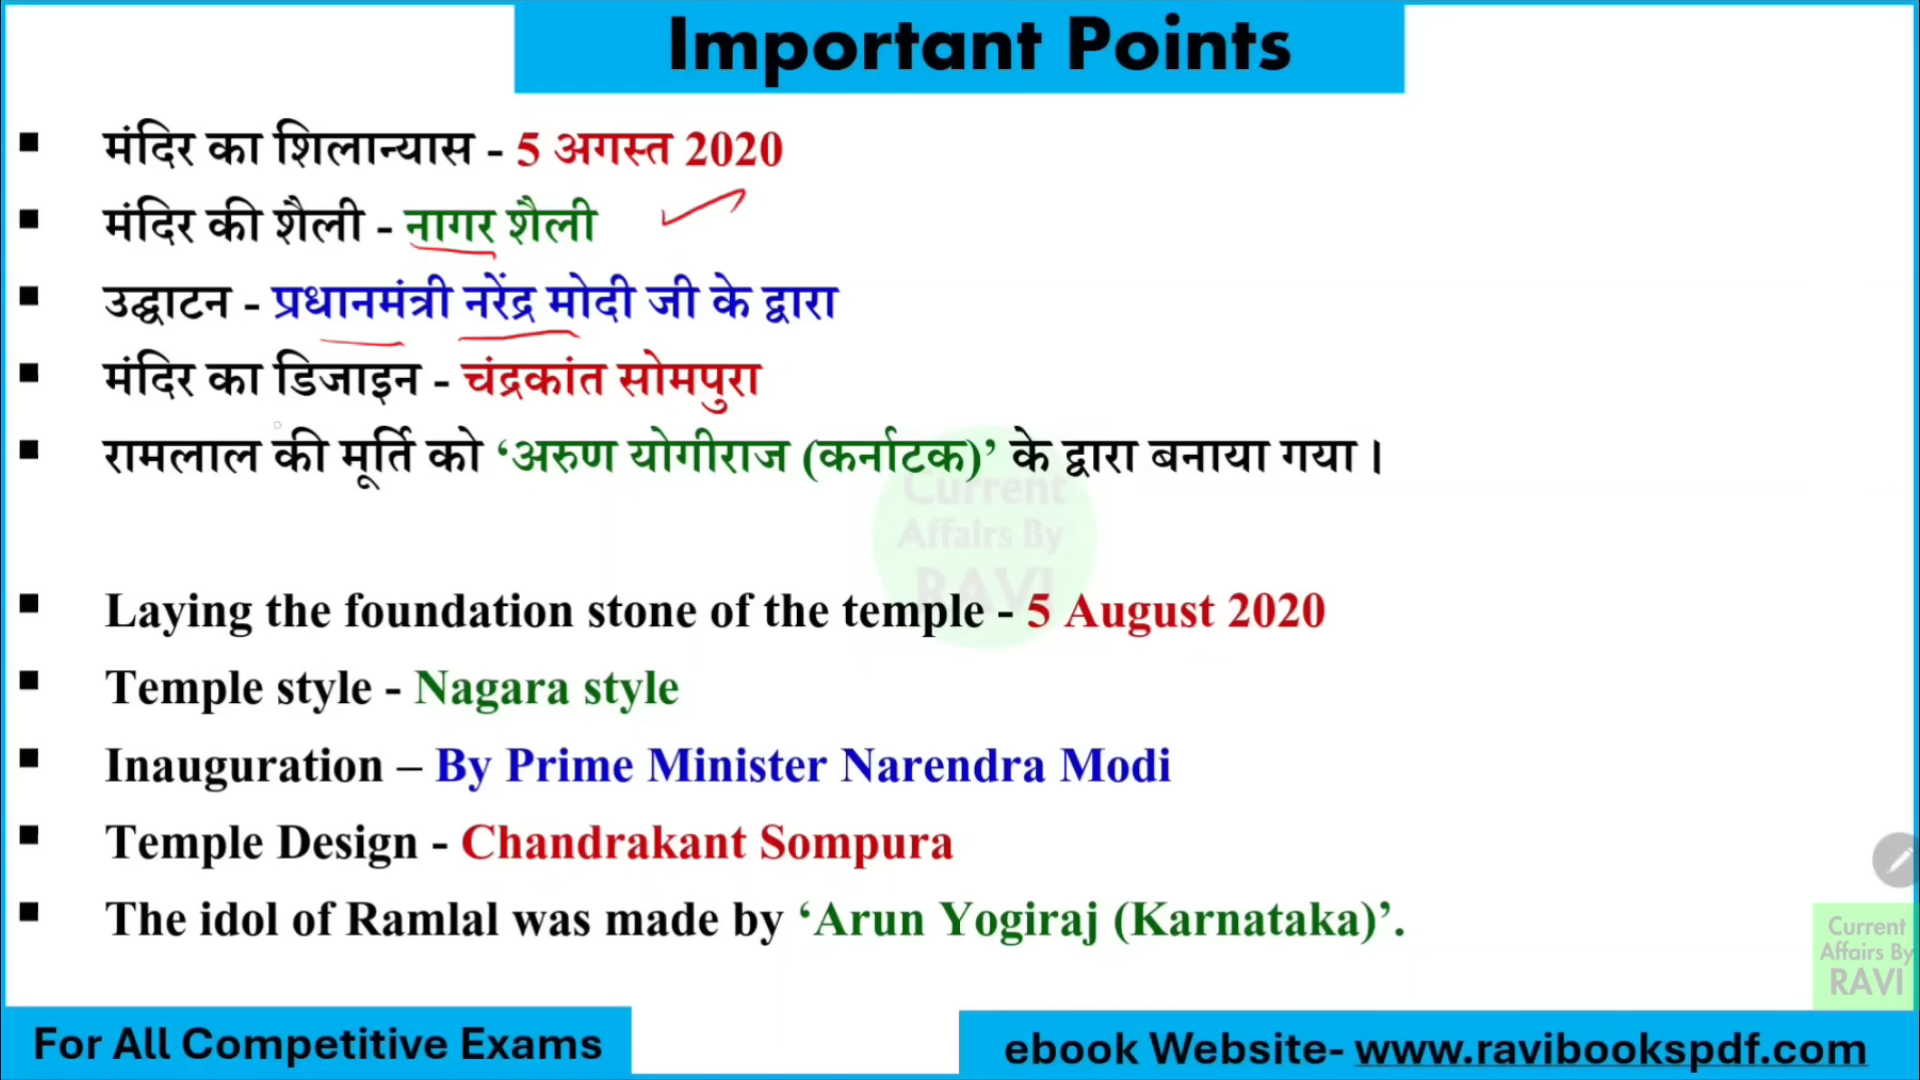 Important Points
▪ मंदिर का शिलान्यास - 5 अगस्त 2020
▪ मंदिर की शैली - नागर शैली
▪ उद्घाटन - प्रधानमंत्री नरेंद्र मोदी जी के द्वारा
▪ मंदिर का डिजाइन - चंद्रकांत सोमपुरा
▪ रामलाल की मूर्ति को ‘अरुण योगीराज (कर्नाटक)’ के द्वारा बनाया गया।
Current
Affairs By
RAVI
▪ Laying the foundation stone of the temple - 5 August 2020
▪ Temple style - Nagara style
▪ Inauguration – By Prime Minister Narendra Modi
▪ Temple Design - Chandrakant Sompura
▪ The idol of Ramlal was made by ‘Arun Yogiraj (Karnataka)’.
Current
Affairs By
RAVI
For All Competitive Exams
ebook Website- www.ravibookspdf.com